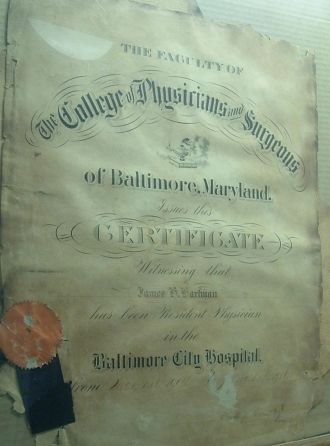 THE FACULTY OF
The College of Physicians and Surgeons
of Baltimore, Maryland,
Issues this
CERTIFICATE
Witnessing that
James
has been Resident Physician
in the
Baltimore City Hospital,
From